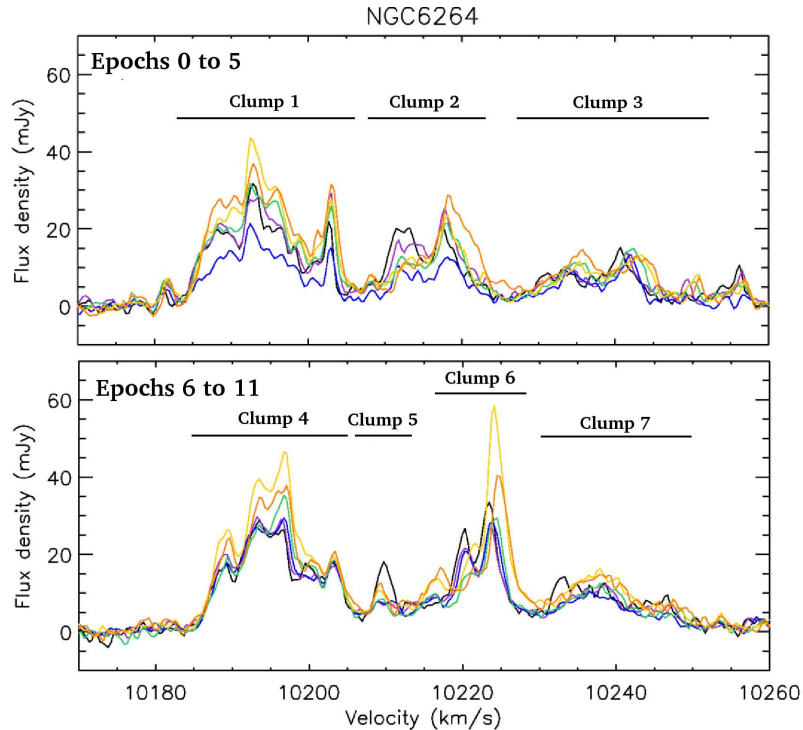 NGC6264
Epochs 0 to 5
Clump 1
Clump 2
Clump 3
60
40
20
0
Flux density (mJy)
Epochs 6 to 11
Clump 4
Clump 5
Clump 6
Clump 7
60
40
20
0
Flux density (mJy)
10180
10200
10220
10240
10260
Velocity (km/s)